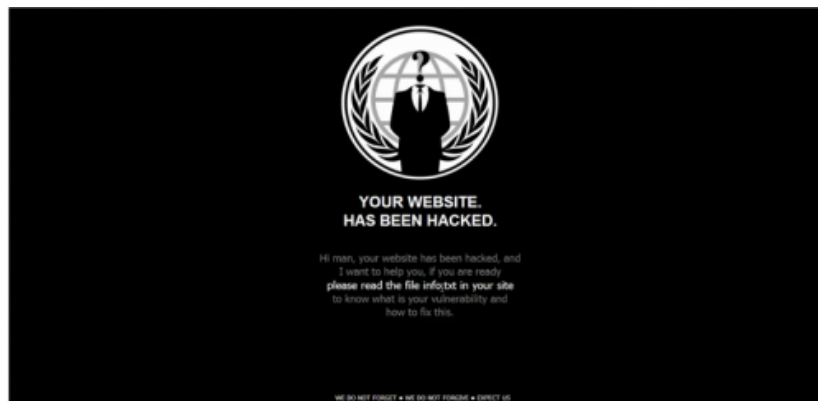 ?
YOUR WEBSITE.
HAS BEEN HACKED.
Hi man, your website has been hacked, and
I want to help you, if you are ready
please read the file info;txt in your site
to know what is your vulnerability and
how to fix this.
WE DO NOT FORGET ● WE DO NOT FORGIVE ● EXPECT US